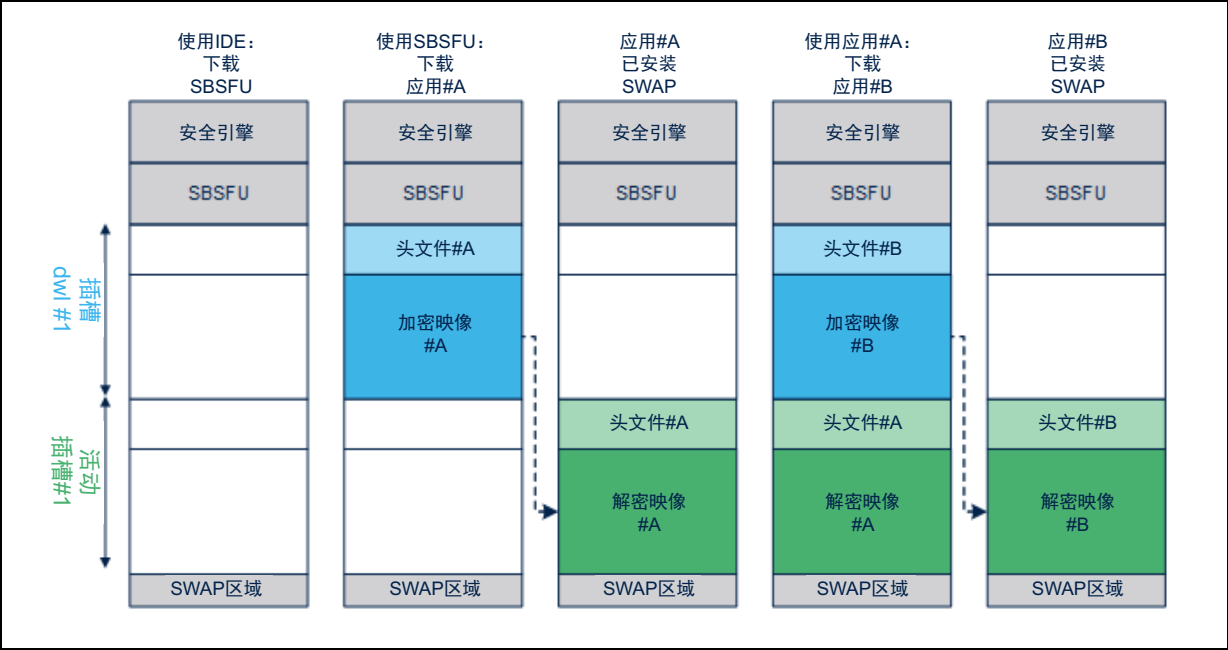 使用IDE：
下载
SBSFU
使用SBSFU：
下载
应用#A
应用#A
已安装
SWAP
使用应用#A：
下载
应用#B
应用#B
已安装
SWAP
安全引擎
安全引擎
安全引擎
安全引擎
安全引擎
SBSFU
SBSFU
SBSFU
SBSFU
SBSFU
插槽
dwl #1
头文件#A
头文件#B
加密映像
#A
加密映像
#B
活动
插槽#1
头文件#A
头文件#A
头文件#B
解密映像
#A
解密映像
#A
解密映像
#B
SWAP区域
SWAP区域
SWAP区域
SWAP区域
SWAP区域